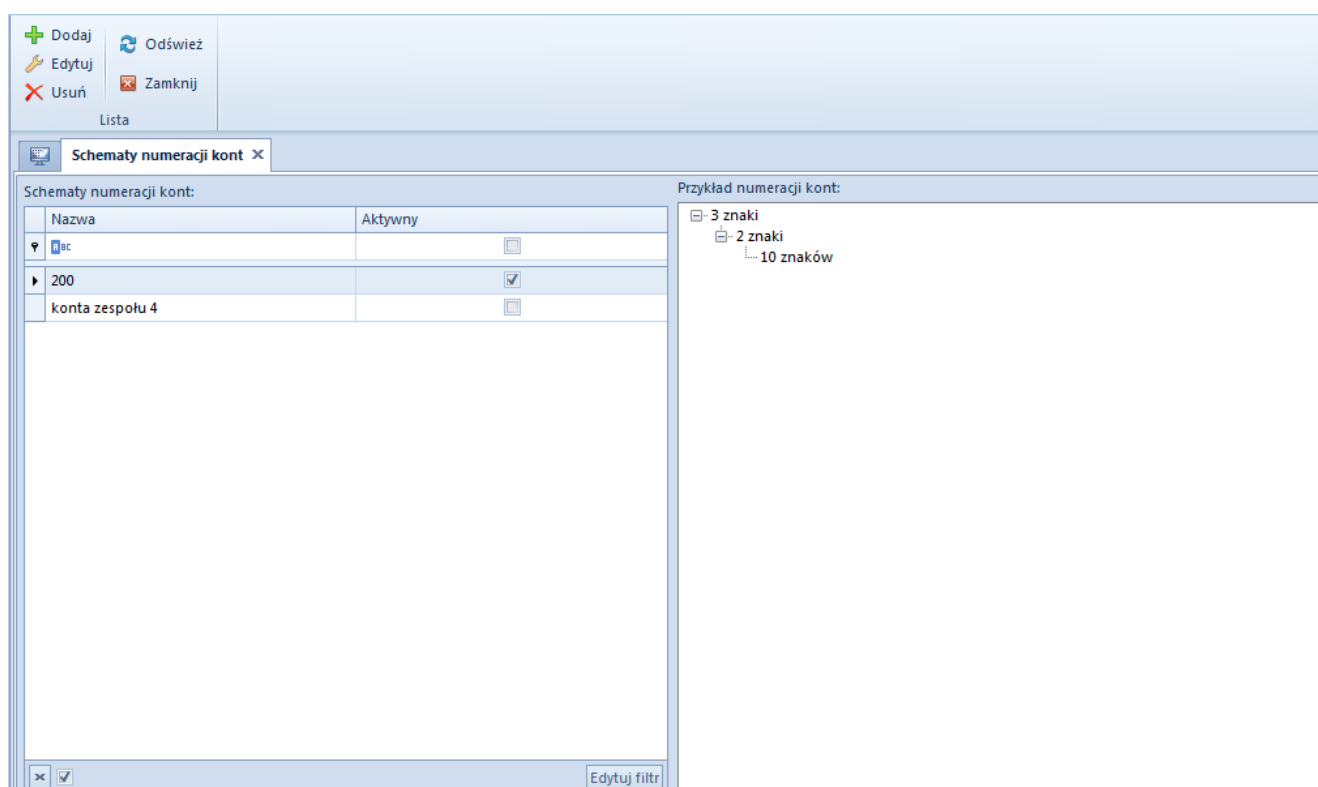 Dodaj
Edytuj
Usuń
Odśwież
Zamknij
Lista
Schematy numeracji kont
Schematy numeracji kont:
Nazwa Aktywny
ABC
200
konta zespołu 4
Edytuj filtr
Przykład numeracji kont:
3 znaki
2 znaki
10 znaków